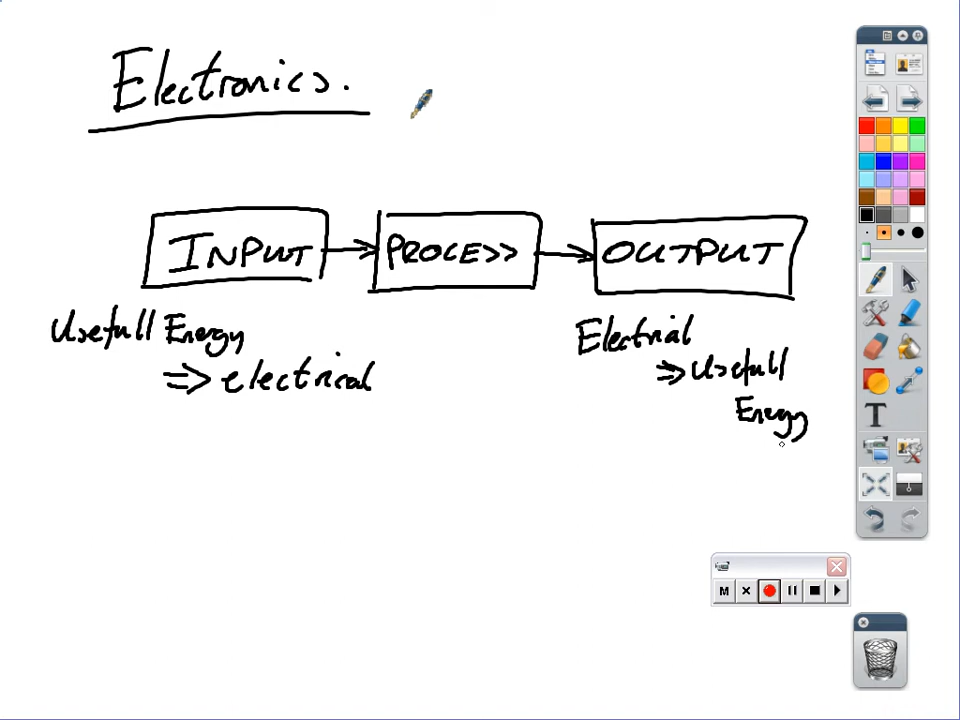 Electronics.
INPUT
PROCESS
OUTPUT
Usefull Energy
⇒ electrical
Electrial
⇒ Usefull
Energy
T
M